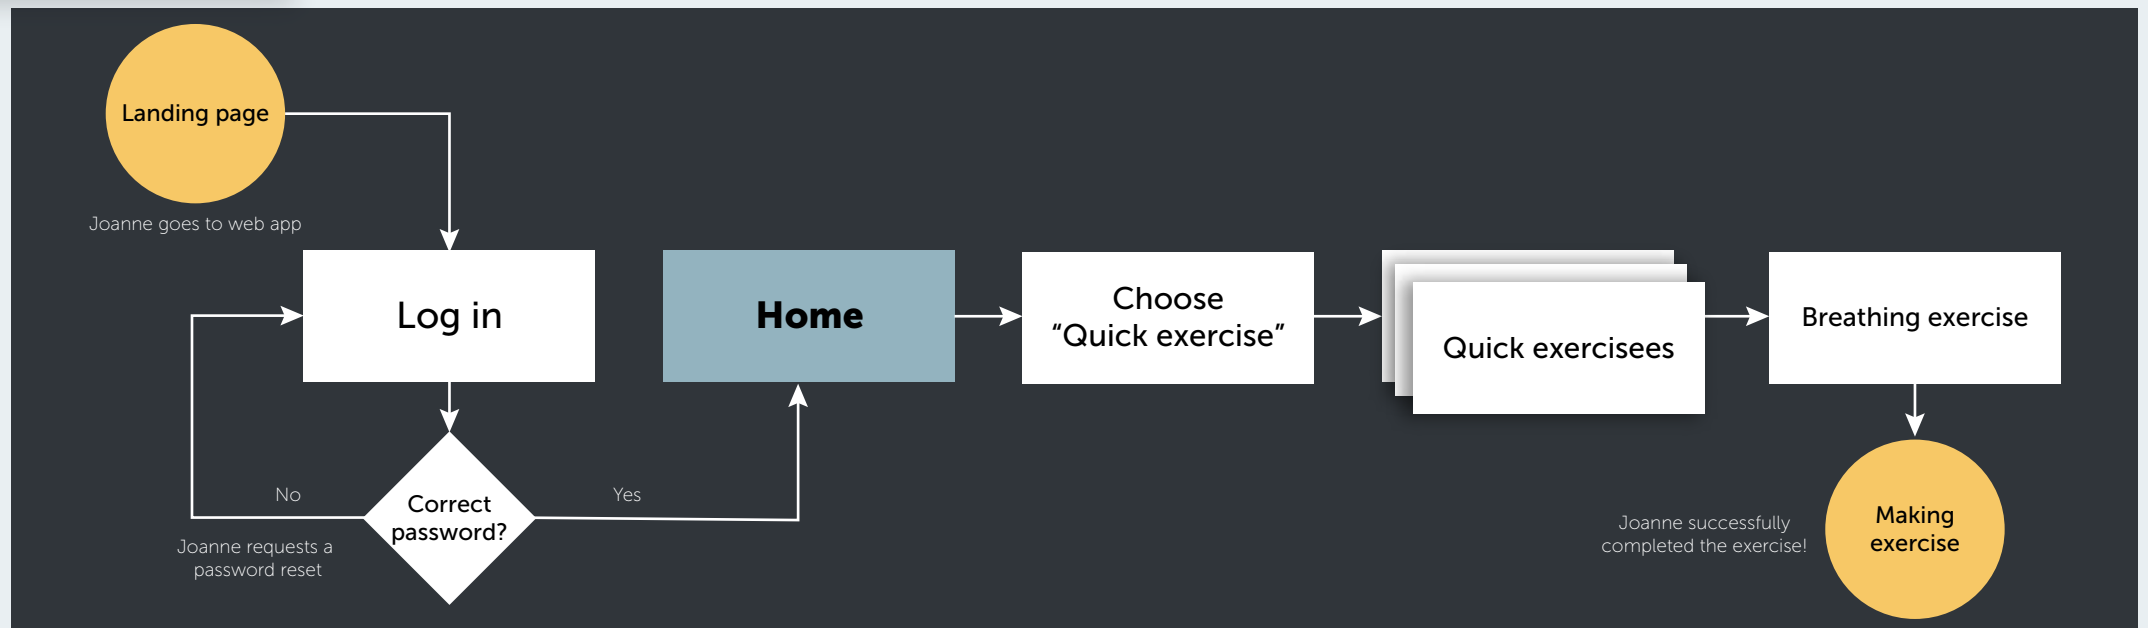 Landing page
Joanne goes to web app
Log in
Home
Choose
“Quick exercise”
Quick exercisees
Breathing exercise
No
Correct
password?
Yes
Joanne requests a
password reset
Joanne successfully
completed the exercise!
Making
exercise